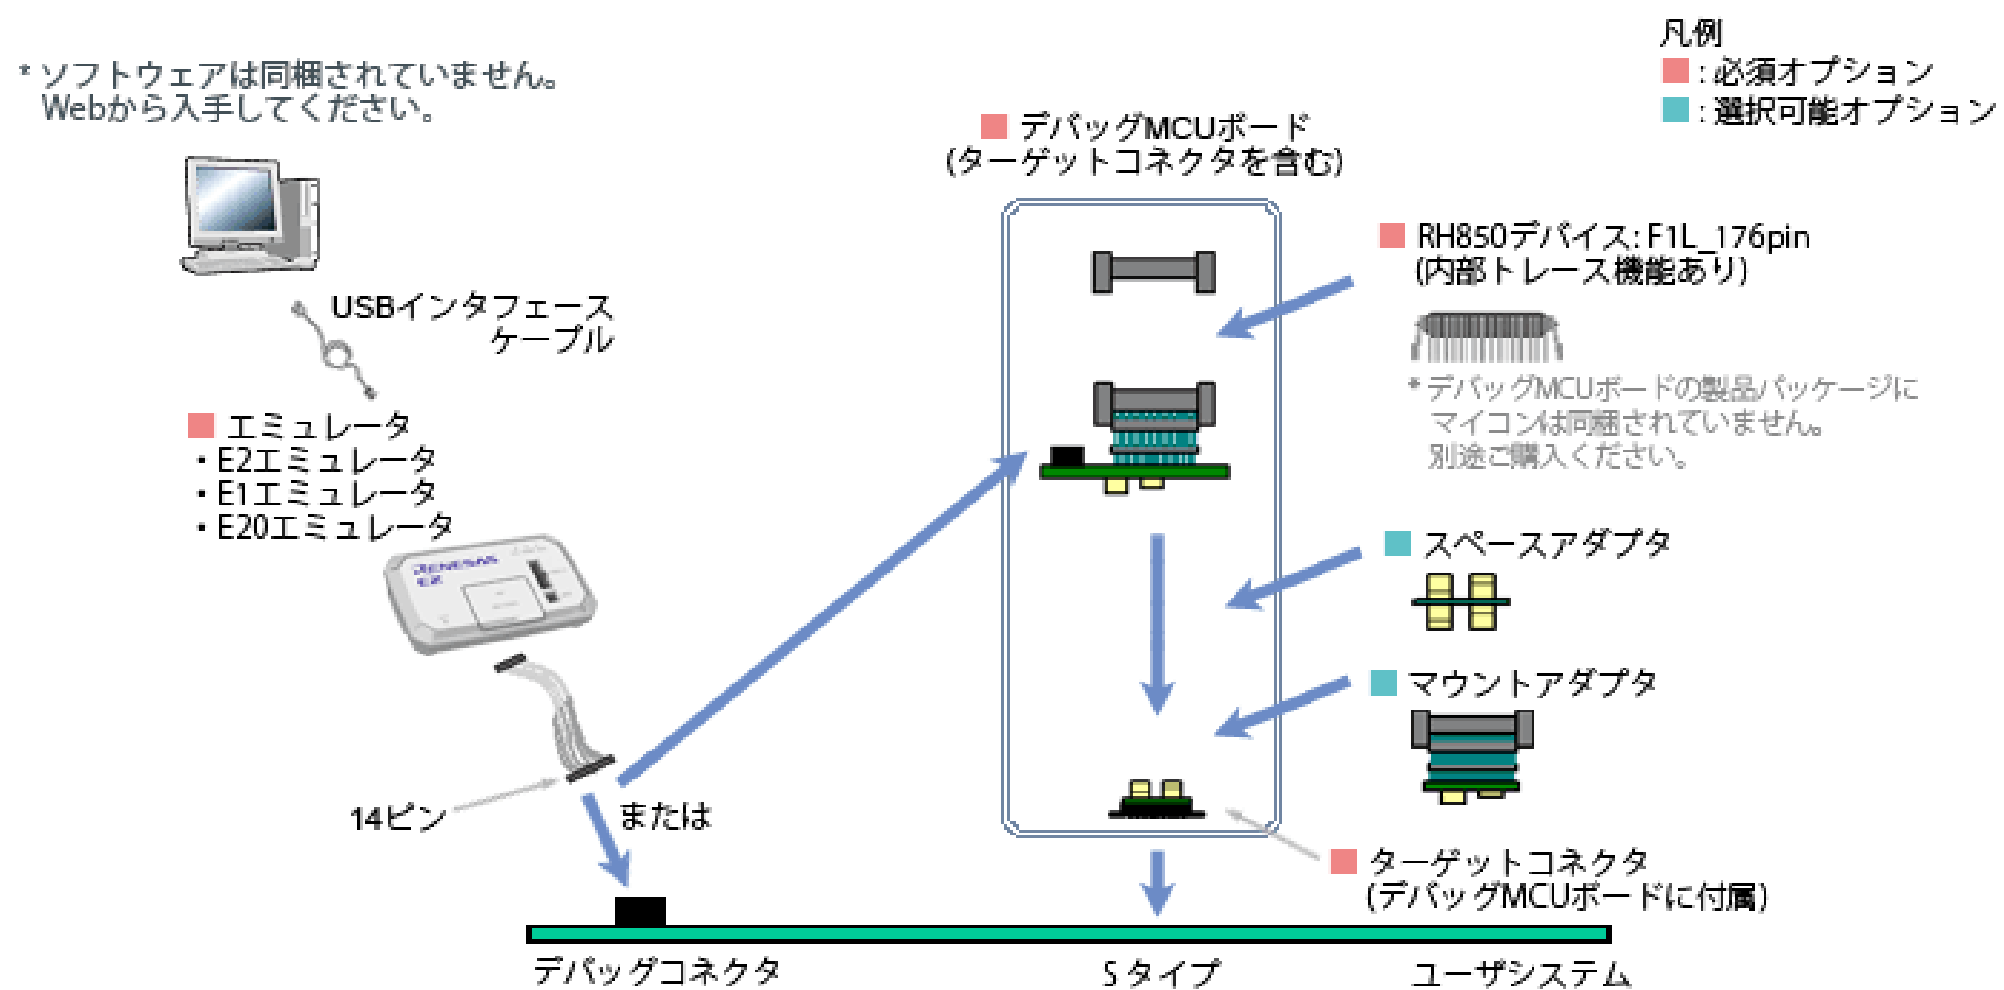 凡例
: 必須オプション
: 選択可能オプション
* ソフトウェアは同梱されていません。
Webから入手してください。
デバッグMCUボード
(ターゲットコネクタを含む)
RH850デバイス: F1L_176pin
(内部トレース機能あり)
USBインタフェース
ケーブル
* デバッグMCUボードの製品パッケージに
マイコンは同梱されていません。
別途ご購入ください。
エミュレータ
・E2エミュレータ
・E1エミュレータ
・E20エミュレータ
RENESAS
E2
スペースアダプタ
マウントアダプタ
14ピン
または
ターゲットコネクタ
(デバッグMCUボードに付属)
デバッグコネクタ
Sタイプ
ユーザシステム